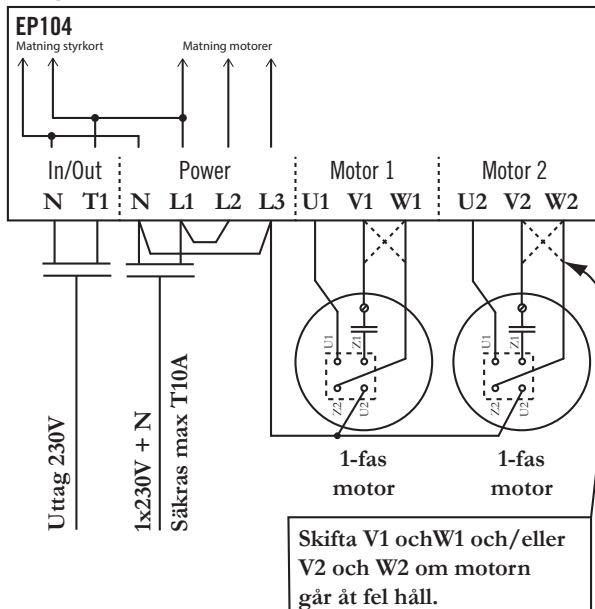 EP104
Matning styrkort
Matning motorer
In/Out
Power
Motor 1
Motor 2
N T1 N L1 L2 L3 U1 V1 W1 U2 V2 W2
U1 Z1
Z2 U2
U1 Z1
Z2 U2
Uttag 230V
1x230V + N
Säkras max T10A
1-fas
motor
1-fas
motor
Skifta V1 ochW1 och/eller
V2 och W2 om motorn
går åt fel håll.